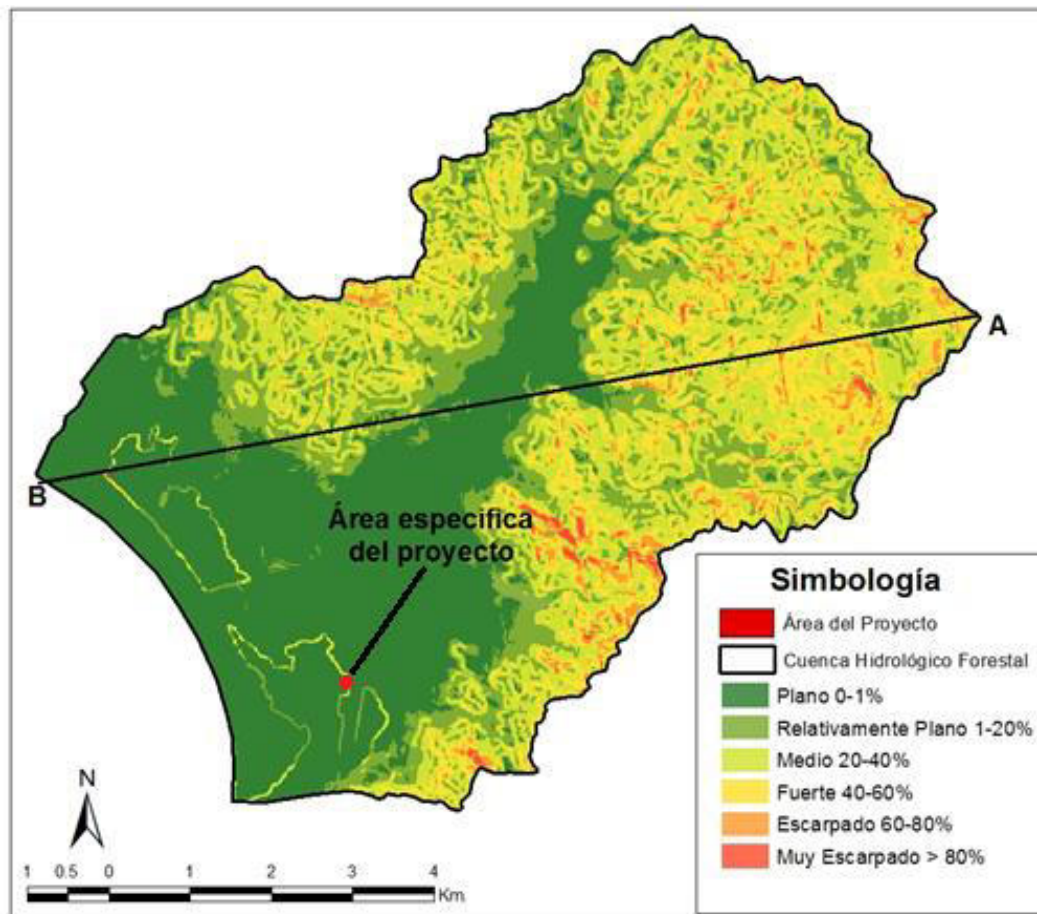 A
B
Área especifica
del proyecto
Simbología
Área del Proyecto
Cuenca Hidrológico Forestal
Plano 0-1%
Relativamente Plano 1-20%
Medio 20-40%
Fuerte 40-60%
Escarpado 60-80%
Muy Escarpado > 80%
N
1 0.5 0 1 2 3 4
Km